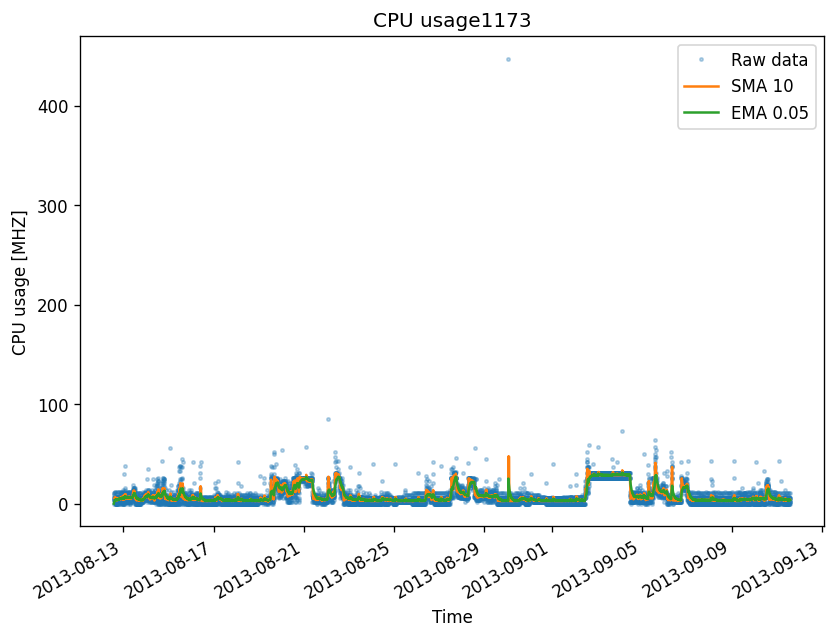 CPU usage1173
Raw data
SMA 10
EMA 0.05
CPU usage [MHZ]
400
300
200
100
0
2013-08-13
2013-08-17
2013-08-21
2013-08-25
2013-08-29
2013-09-01
2013-09-05
2013-09-09
2013-09-13
Time